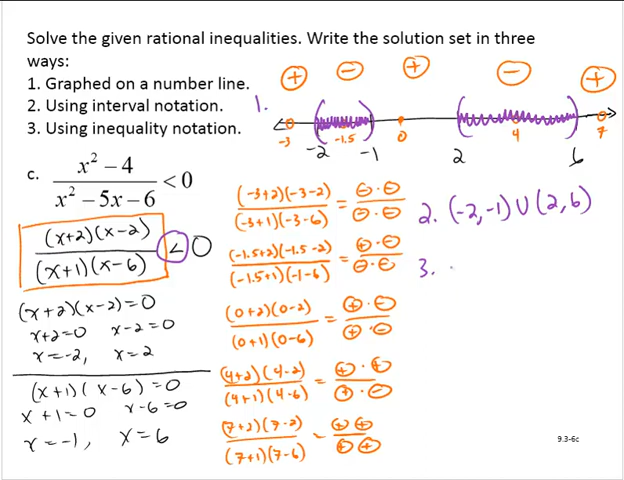 Solve the given rational inequalities. Write the solution set in three
ways:
1. Graphed on a number line.
2. Using interval notation.
3. Using inequality notation.
1.
+ − + − +
-3 -1.5 0 4 7
-2 -1 2 6
c. (x² − 4)/(x² − 5x − 6) < 0
(x+2)(x-2)/(x+1)(x-6) < 0
(x+2)(x-2)=0
x+2=0 x-2=0
x=-2, x=2
(x+1)(x-6)=0
x+1=0 x-6=0
x=-1, x=6
(-3+2)(-3-2)/(-3+1)(-3-6) = ⊖·⊖/⊖·⊖
(-1.5+2)(-1.5-2)/(-1.5+1)(-1-6) = ⊕·⊖/⊖·⊖
(0+2)(0-2)/(0+1)(0-6) = ⊕·⊖/⊕·⊖
(4+2)(4-2)/(4+1)(4-6) = ⊕·⊕/⊕·⊖
(7+2)(7-2)/(7+1)(7-6) = ⊕⊕/⊕⊕
2. (-2,-1) ∪ (2,6)
3.
9.3-6c